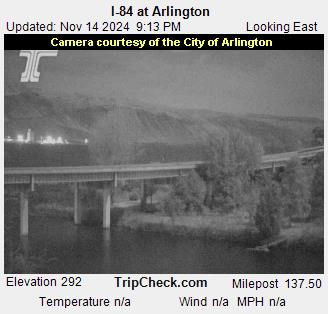 I-84 at Arlington
Updated: Nov 14 2024 9:13 PM Looking East
Camera courtesy of the City of Arlington
Elevation 292 TripCheck.com Milepost 137.50
Temperature n/a Wind n/a MPH n/a